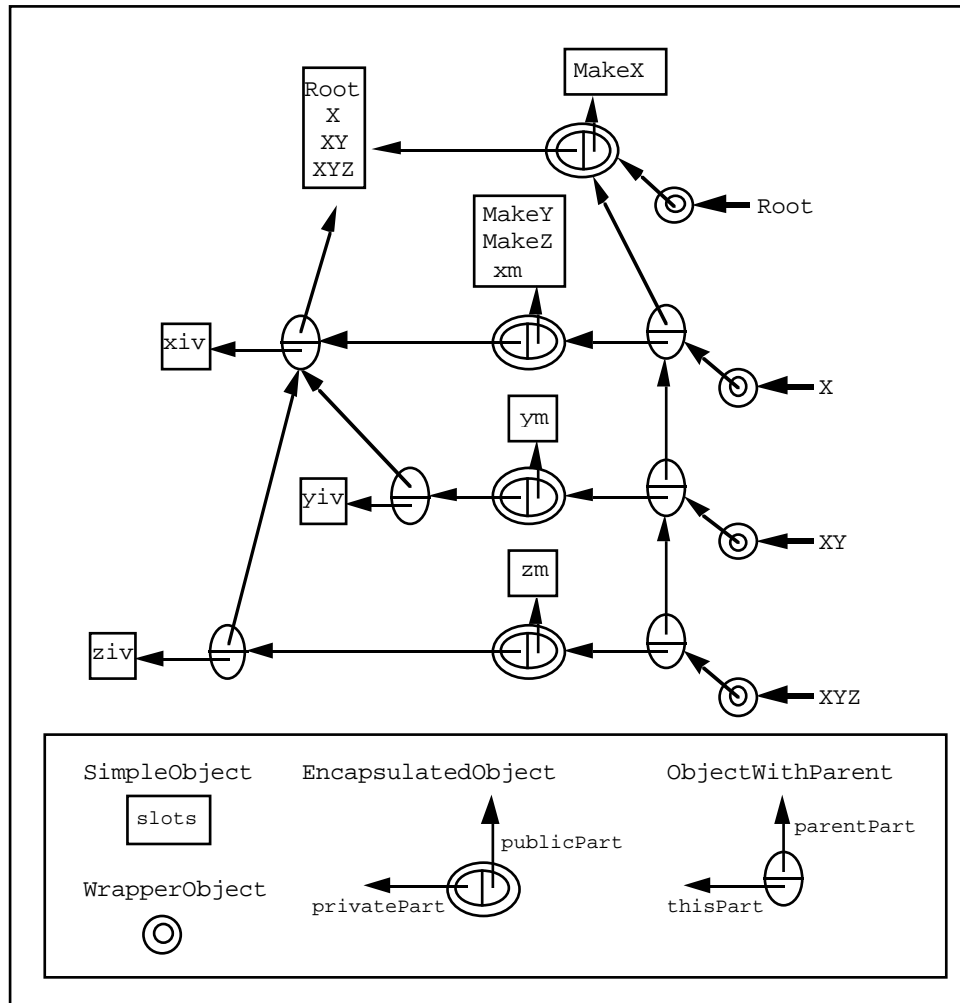 MakeX
Root
X
XY
XYZ
Root
MakeY
MakeZ
xm
xiv
X
ym
yiv
XY
zm
ziv
XYZ
SimpleObject
EncapsulatedObject
ObjectWithParent
slots
publicPart
parentPart
WrapperObject
privatePart
thisPart